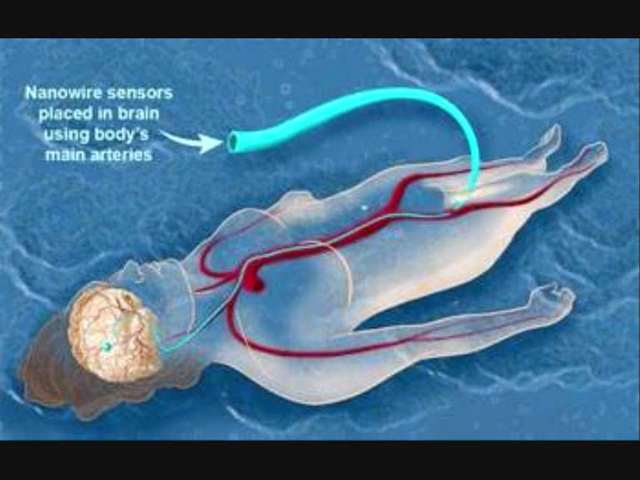 Nanowire sensors
placed in brain
using body's
main arteries